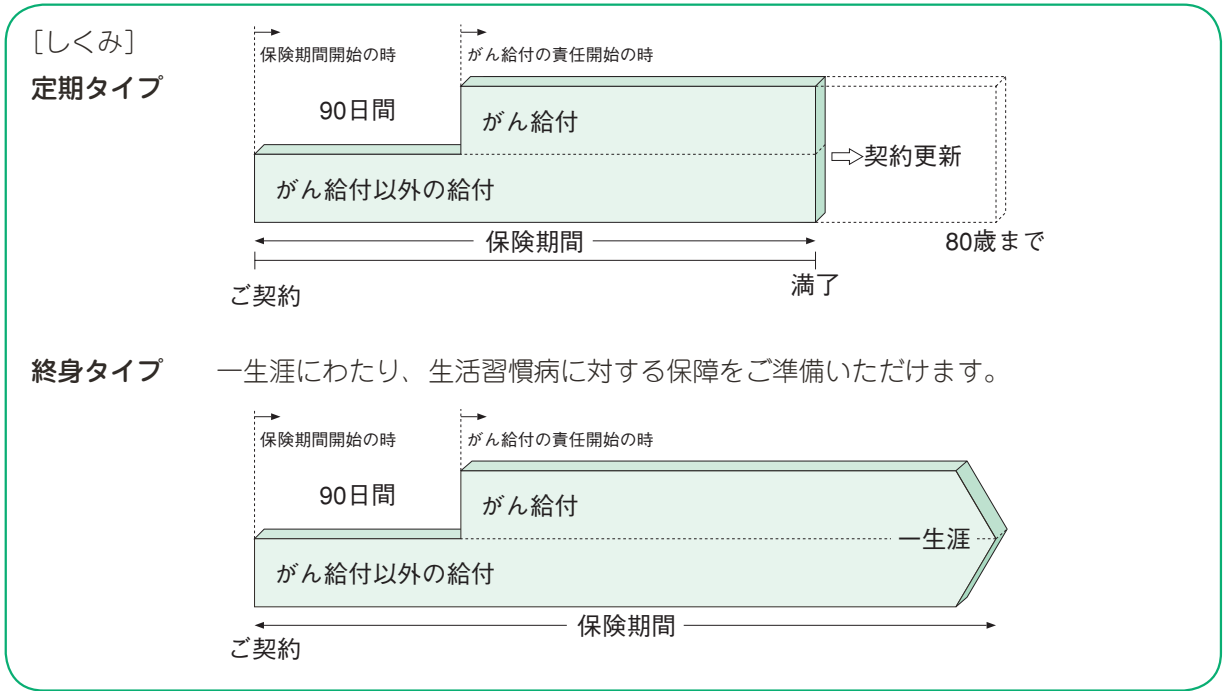 ［しくみ］
定期タイプ
保険期間開始の時
がん給付の責任開始の時
90日間
がん給付
がん給付以外の給付
⇨契約更新
保険期間
80歳まで
ご契約
満了
終身タイプ
一生涯にわたり、生活習慣病に対する保障をご準備いただけます。
保険期間開始の時
がん給付の責任開始の時
90日間
がん給付
一生涯
がん給付以外の給付
保険期間
ご契約